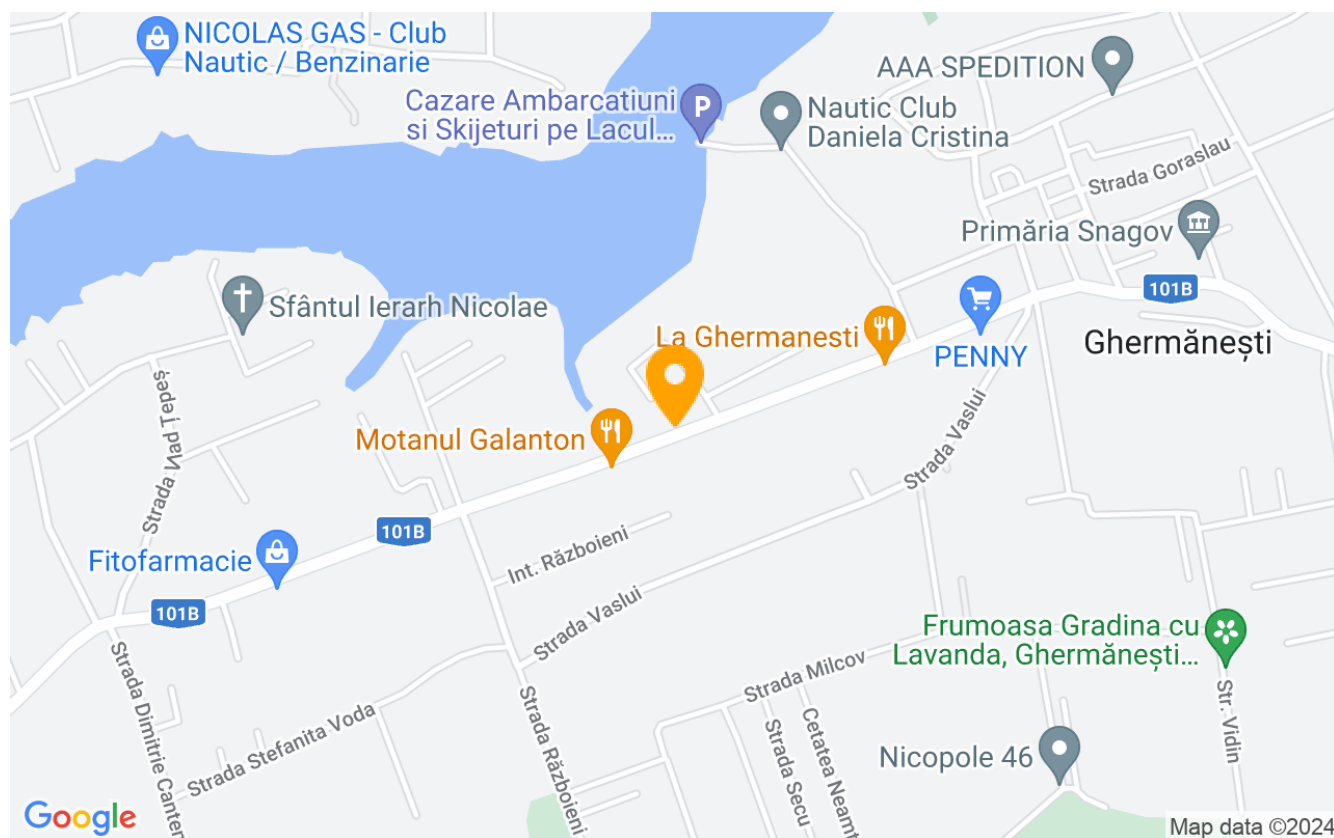 NICOLAS GAS - Club
Nautic / Benzinarie
AAA SPEDITION
Cazare Ambarcatiuni
si Skijeturi pe Lacul...
P
Nautic Club
Daniela Cristina
Strada Goraslau
Primăria Snagov
101B
Sfântul Ierarh Nicolae
La Ghermanesti
PENNY
Ghermănești
Strada Vlad Țepeș
Motanul Galanton
Strada Vaslui
101B
Int. Războieni
Fitofarmacie
101B
Strada Vaslui
Frumoasa Gradina cu
Lavanda, Ghermănești...
Strada Milcov
Strada Dimitrie Cantem
Strada Stefanita Voda
Strada Războieni
Strada Secu
Cetatea Neamț
Str. Vidin
Nicopole 46
Google
Map data ©2024